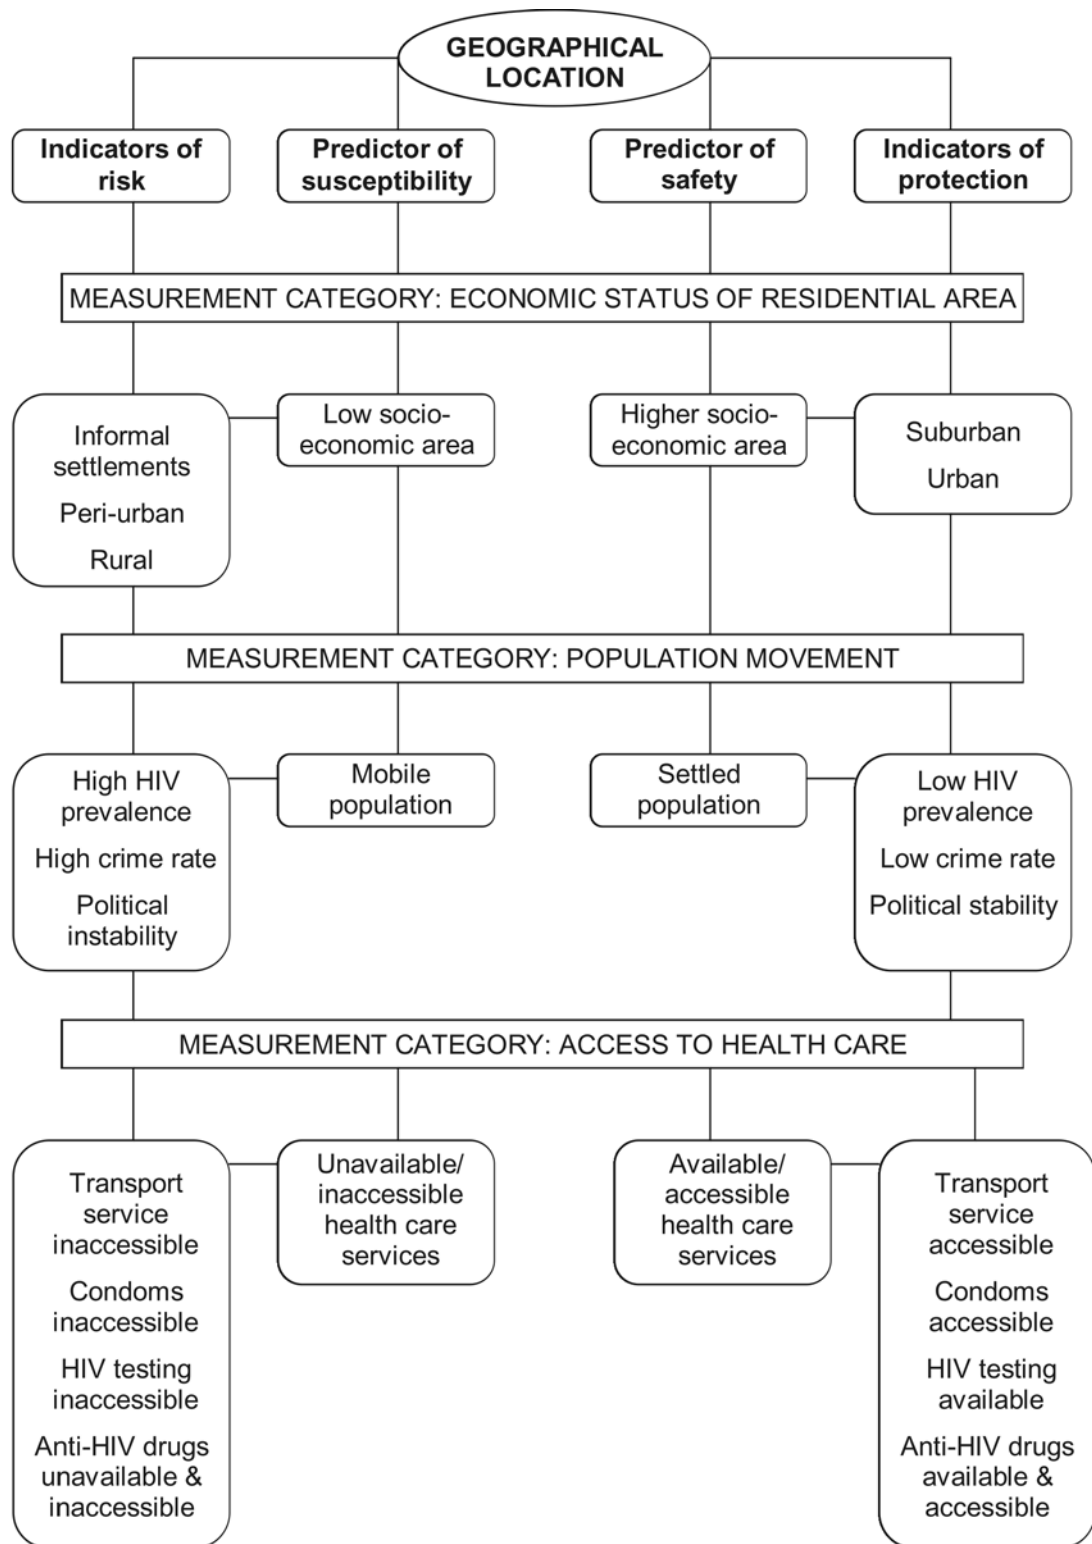 GEOGRAPHICAL
LOCATION
Indicators of
risk
Predictor of
susceptibility
Predictor of
safety
Indicators of
protection
MEASUREMENT CATEGORY: ECONOMIC STATUS OF RESIDENTIAL AREA
Informal
settlements
Peri-urban
Rural
Low socio-
economic area
Higher socio-
economic area
Suburban
Urban
MEASUREMENT CATEGORY: POPULATION MOVEMENT
High HIV
prevalence
High crime rate
Political
instability
Mobile
population
Settled
population
Low HIV
prevalence
Low crime rate
Political stability
MEASUREMENT CATEGORY: ACCESS TO HEALTH CARE
Transport
service
inaccessible
Condoms
inaccessible
HIV testing
inaccessible
Anti-HIV drugs
unavailable &
inaccessible
Unavailable/
inaccessible
health care
services
Available/
accessible
health care
services
Transport
service
accessible
Condoms
accessible
HIV testing
available
Anti-HIV drugs
available &
accessible